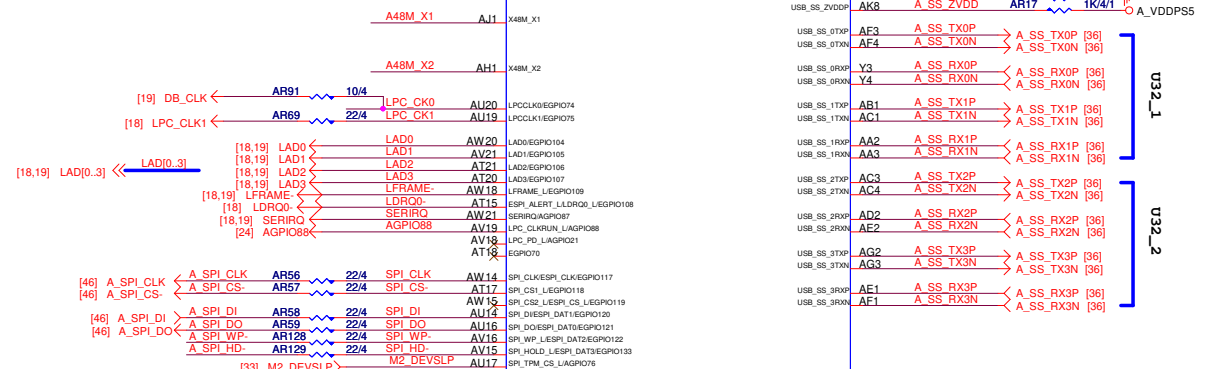 A48M_X1 AJ1 X48M_X1
A48M_X2 AH1 X48M_X2
[19] DB_CLK AR91 10/4 LPC_CK0 AU20 LPCCLK0/EGPIO74
[18] LPC_CLK1 AR69 22/4 LPC_CK1 AU19 LPCCLK1/EGPIO75
[18,19] LAD[0..3] LAD[0..3]
[18,19] LAD0 LAD0 AW20 LAD0/EGPIO104
[18,19] LAD1 LAD1 AV21 LAD1/EGPIO105
[18,19] LAD2 LAD2 AT21 LAD2/EGPIO106
[18,19] LAD3 LAD3 AT20 LAD3/EGPIO107
[18,19] LFRAME- LFRAME- AW18 LFRAME_L/EGPIO109
[18] LDRQ0- LDRQ0- AT15 ESPI_ALERT_L/LDRQ0_L/EGPIO108
[18,19] SERIRQ SERIRQ AW21 SERIRQ/AGPIO87
[24] AGPIO88 AGPIO88 AV19 LPC_CLKRUN_L/AGPIO88
AV18 LPC_PD_L/AGPIO21
AT18 EGPIO70
[46] A_SPI_CLK A_SPI_CLK AR56 22/4 SPI_CLK AW14 SPI_CLK/ESPI_CLK/EGPIO117
[46] A_SPI_CS- A_SPI_CS- AR57 22/4 SPI_CS- AT17 SPI_CS1_L/EGPIO118
AW15 SPI_CS2_L/ESPI_CS_L/EGPIO119
[46] A_SPI_DI A_SPI_DI AR58 22/4 SPI_DI AU14 SPI_DI/ESPI_DAT1/EGPIO120
[46] A_SPI_DO A_SPI_DO AR59 22/4 SPI_DO AU16 SPI_DO/ESPI_DAT0/EGPIO121
A_SPI_WP- AR128 22/4 SPI_WP- AV16 SPI_WP_L/ESPI_DAT2/EGPIO122
A_SPI_HD- AR129 22/4 SPI_HD- AV15 SPI_HOLD_L/ESPI_DAT3/EGPIO133
[33] M2_DEVSLP M2_DEVSLP AU17 SPI_TPM_CS_L/AGPIO76
USB_SS_ZVDDP AK8 A_SS_ZVDD AR17 1K/4/1 A_VDDPS5
USB_SS_0TXP AF3 A_SS_TX0P A_SS_TX0P [36]
USB_SS_0TXN AF4 A_SS_TX0N A_SS_TX0N [36]
USB_SS_0RXP Y3 A_SS_RX0P A_SS_RX0P [36]
USB_SS_0RXN Y4 A_SS_RX0N A_SS_RX0N [36]
USB_SS_1TXP AB1 A_SS_TX1P A_SS_TX1P [36]
USB_SS_1TXN AC1 A_SS_TX1N A_SS_TX1N [36]
USB_SS_1RXP AA2 A_SS_RX1P A_SS_RX1P [36]
USB_SS_1RXN AA3 A_SS_RX1N A_SS_RX1N [36]
U32_1
USB_SS_2TXP AC3 A_SS_TX2P A_SS_TX2P [36]
USB_SS_2TXN AC4 A_SS_TX2N A_SS_TX2N [36]
USB_SS_2RXP AD2 A_SS_RX2P A_SS_RX2P [36]
USB_SS_2RXN AE2 A_SS_RX2N A_SS_RX2N [36]
USB_SS_3TXP AG2 A_SS_TX3P A_SS_TX3P [36]
USB_SS_3TXN AG3 A_SS_TX3N A_SS_TX3N [36]
USB_SS_3RXP AE1 A_SS_RX3P A_SS_RX3P [36]
USB_SS_3RXN AF1 A_SS_RX3N A_SS_RX3N [36]
U32_2